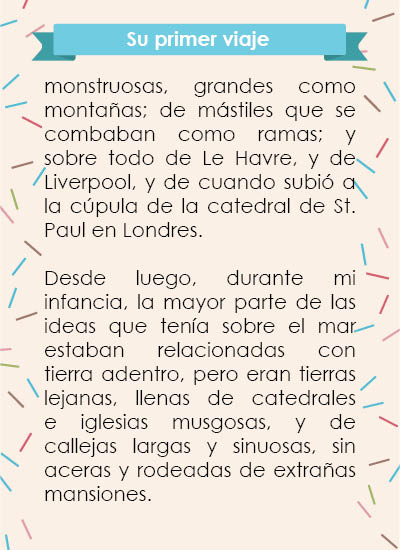 Su primer viaje
monstruosas, grandes como
montañas; de mástiles que se
combaban como ramas; y
sobre todo de Le Havre, y de
Liverpool, y de cuando subió a
la cúpula de la catedral de St.
Paul en Londres.
Desde luego, durante mi
infancia, la mayor parte de las
ideas que tenía sobre el mar
estaban relacionadas con
tierra adentro, pero eran tierras
lejanas, llenas de catedrales
e iglesias musgosas, y de
callejas largas y sinuosas, sin
aceras y rodeadas de extrañas
mansiones.